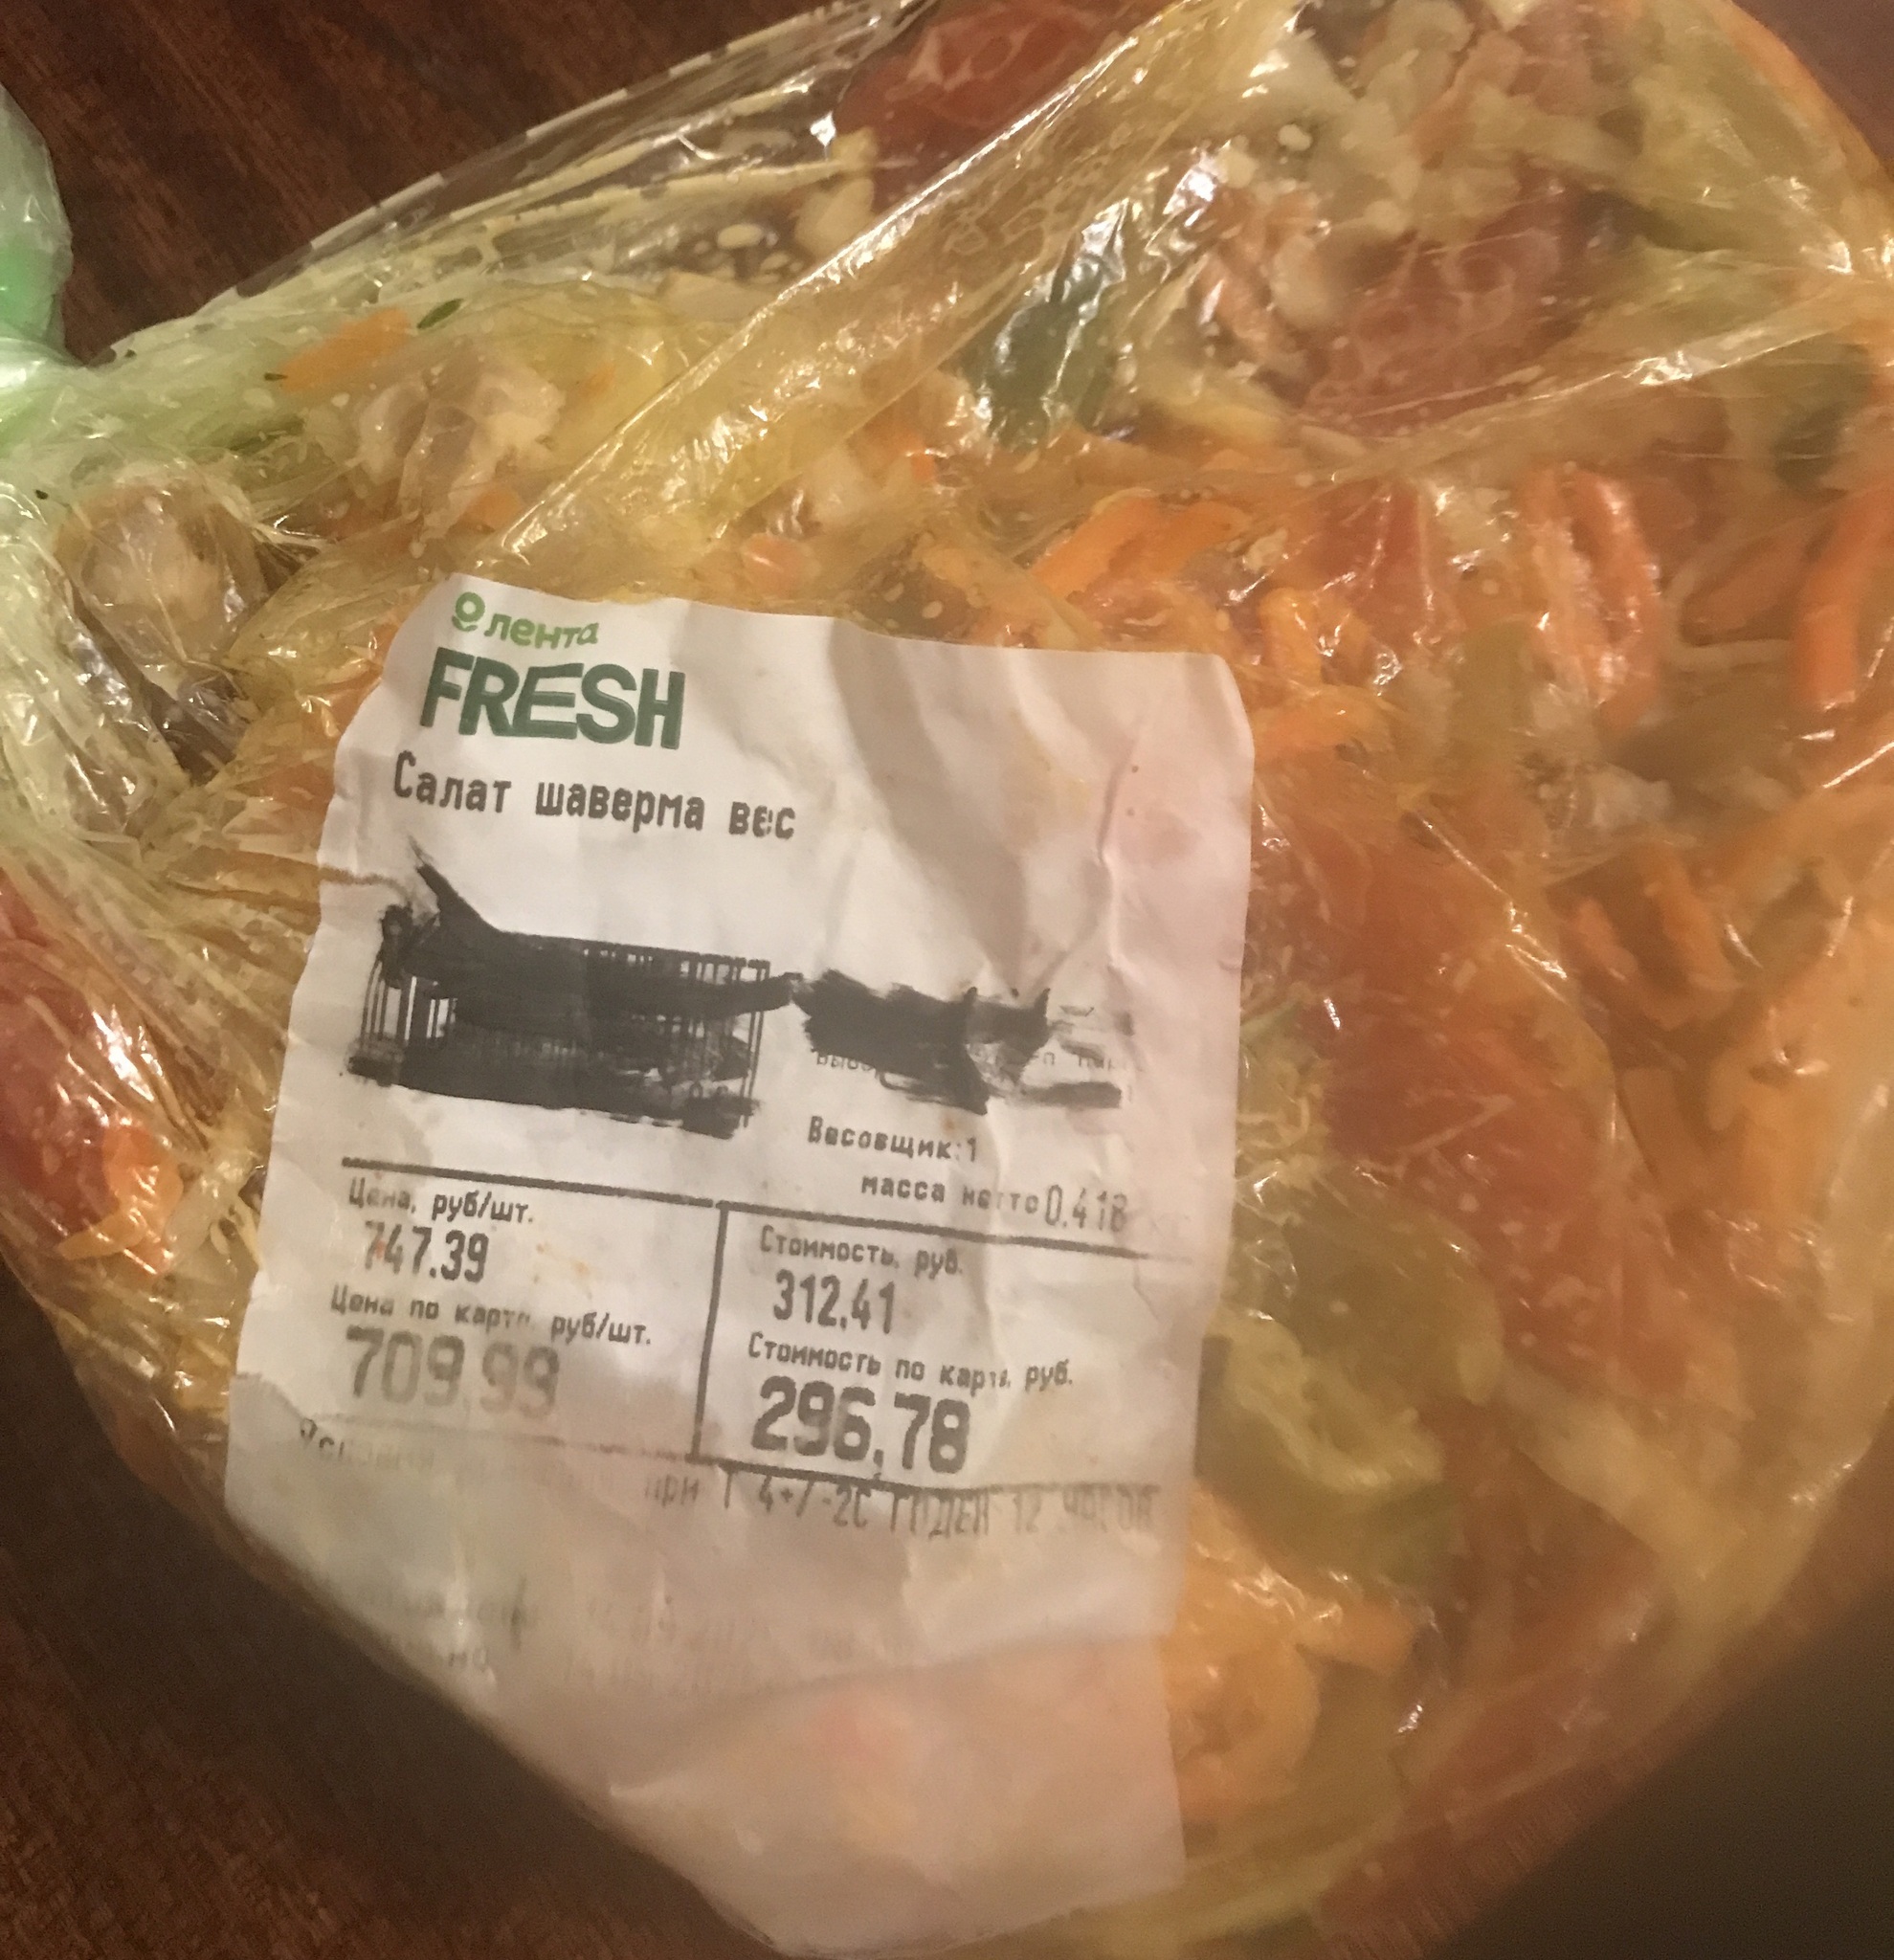 лента
FRESH
Салат шаверма вес
Весовщик:1
масса нетто 0.418
Цена, руб/шт.
747.39
Стоимость, руб.
312.41
Цена по карте, руб/шт.
709.99
Стоимость по карте, руб.
296.78
при Т 4+/-2С ГОДЕН 12 ЧАСОВ